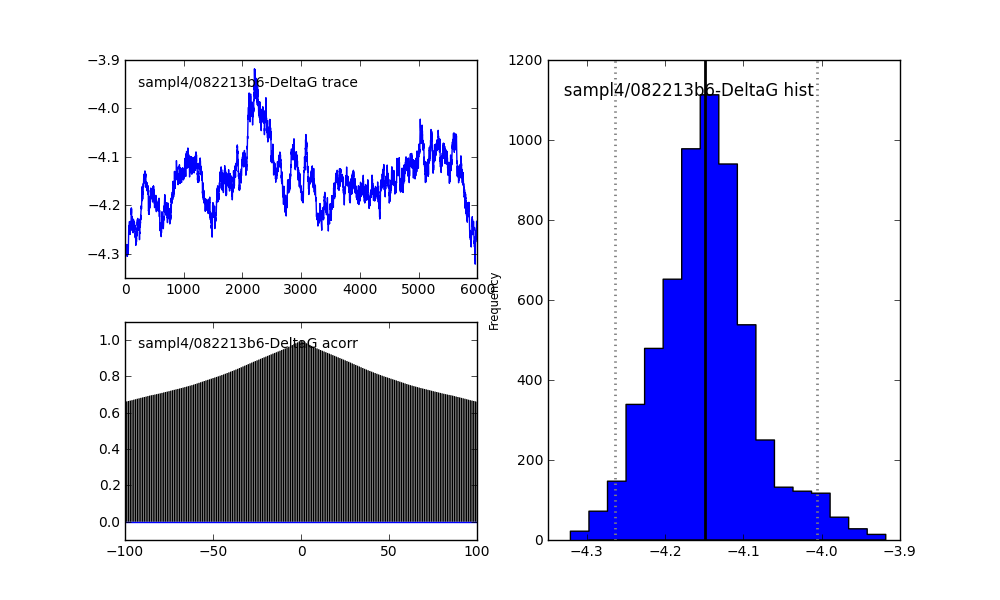 sampl4/082213b6-DeltaG trace
−3.9
−4.0
−4.1
−4.2
−4.3
0 1000 2000 3000 4000 5000 6000
sampl4/082213b6-DeltaG acorr
1.0
0.8
0.6
0.4
0.2
0.0
−100 −50 0 50 100
sampl4/082213b6-DeltaG hist
Frequency
1200
1000
800
600
400
200
0
−4.3 −4.2 −4.1 −4.0 −3.9